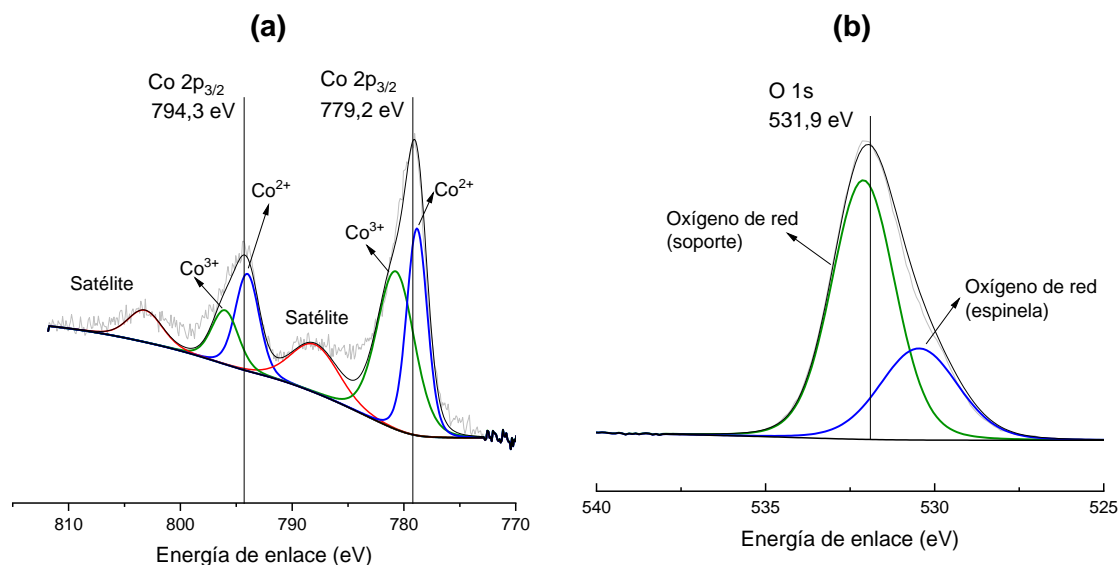 (a)
Co 2p3/2
794,3 eV
Co 2p3/2
779,2 eV
Co2+
Co2+
Co3+
Co3+
Satélite
Satélite
810
800
790
780
770
Energía de enlace (eV)
(b)
O 1s
531,9 eV
Oxígeno de red
(soporte)
Oxígeno de red
(espinela)
540
535
530
525
Energía de enlace (eV)